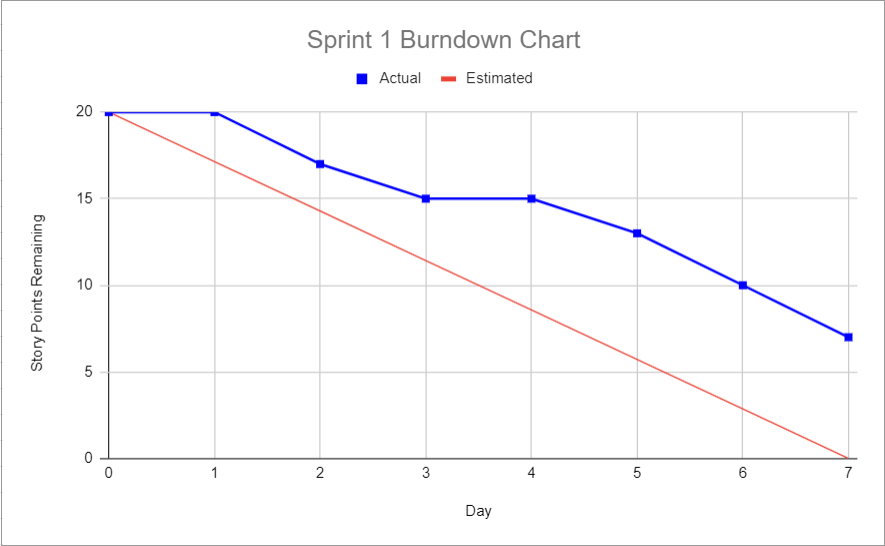 Sprint 1 Burndown Chart
Actual Estimated
Story Points Remaining
20
15
10
5
0
0 1 2 3 4 5 6 7
Day